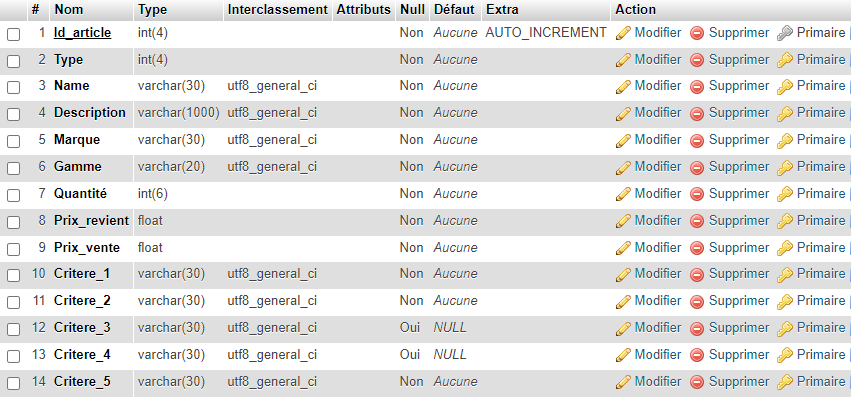 # Nom Type Interclassement Attributs Null Défaut Extra Action
1 Id_article int(4) Non Aucune AUTO_INCREMENT Modifier Supprimer Primaire
2 Type int(4) Non Aucune Modifier Supprimer Primaire
3 Name varchar(30) utf8_general_ci Non Aucune Modifier Supprimer Primaire
4 Description varchar(1000) utf8_general_ci Non Aucune Modifier Supprimer Primaire
5 Marque varchar(30) utf8_general_ci Non Aucune Modifier Supprimer Primaire
6 Gamme varchar(20) utf8_general_ci Non Aucune Modifier Supprimer Primaire
7 Quantité int(6) Non Aucune Modifier Supprimer Primaire
8 Prix_revient float Non Aucune Modifier Supprimer Primaire
9 Prix_vente float Non Aucune Modifier Supprimer Primaire
10 Critere_1 varchar(30) utf8_general_ci Non Aucune Modifier Supprimer Primaire
11 Critere_2 varchar(30) utf8_general_ci Non Aucune Modifier Supprimer Primaire
12 Critere_3 varchar(30) utf8_general_ci Oui NULL Modifier Supprimer Primaire
13 Critere_4 varchar(30) utf8_general_ci Oui NULL Modifier Supprimer Primaire
14 Critere_5 varchar(30) utf8_general_ci Non Aucune Modifier Supprimer Primaire